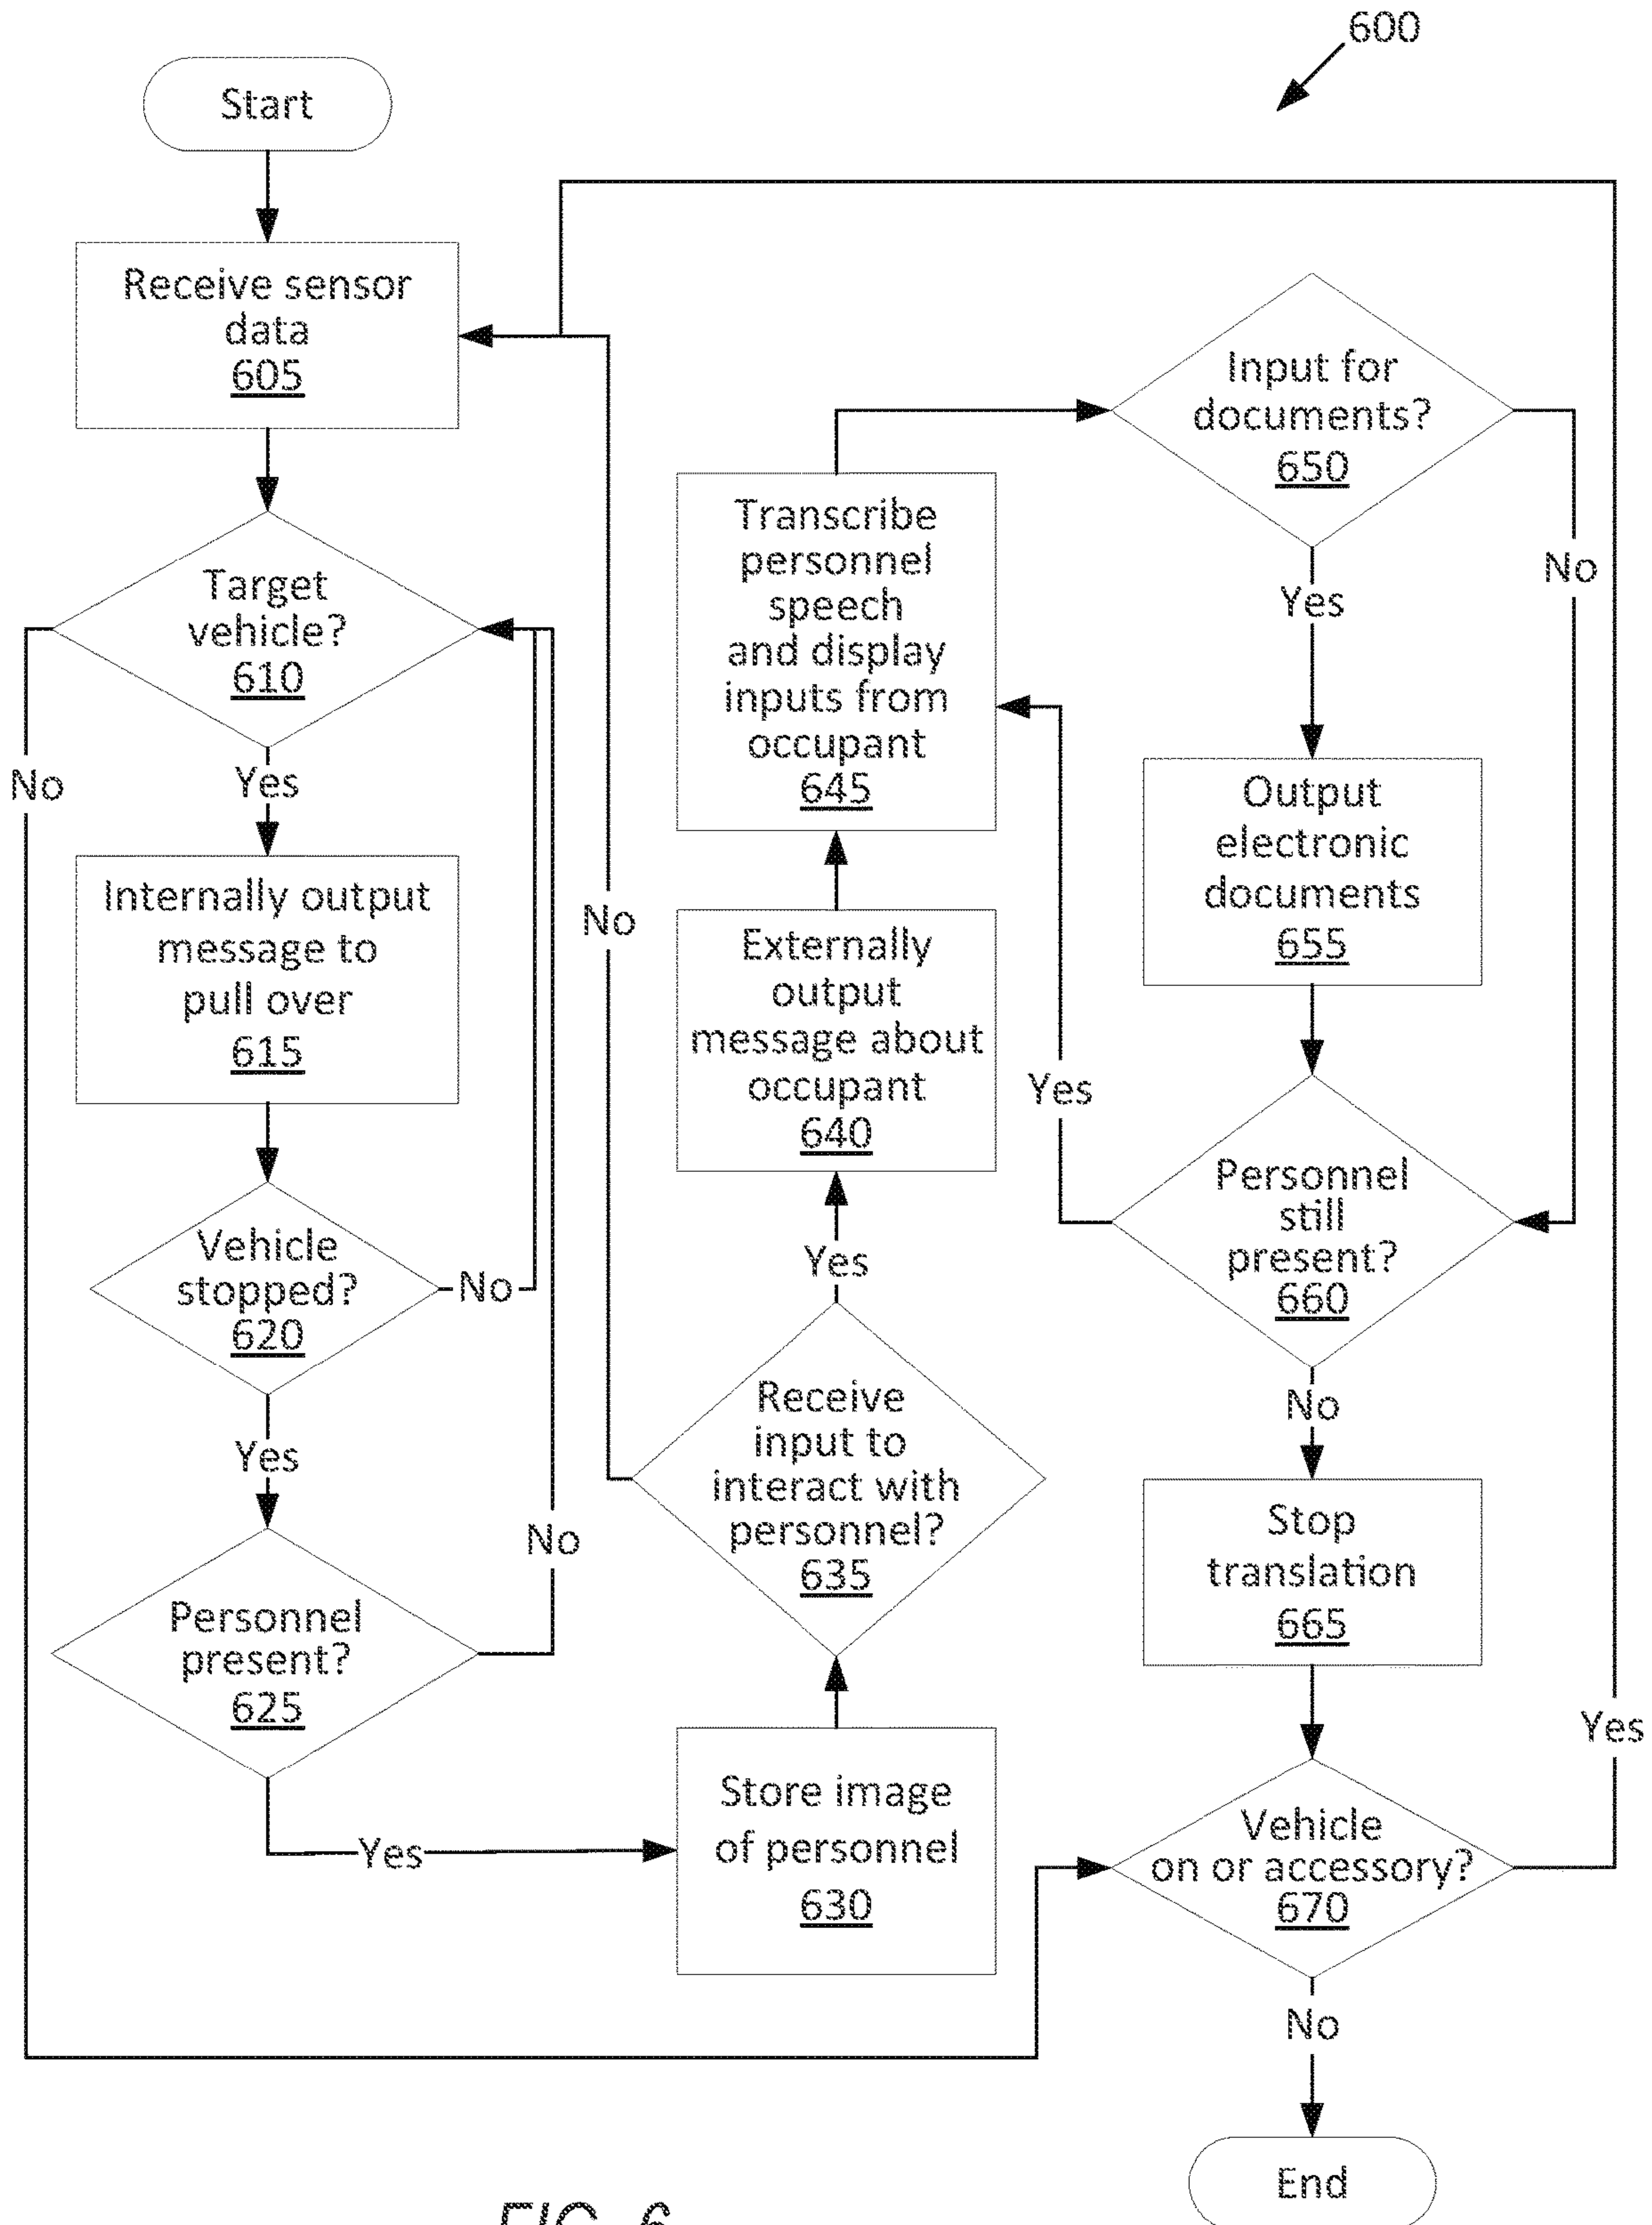 600
Start
Receive sensor
data
605
Target
vehicle?
610
No
Yes
Internally output
message to
pull over
615
Vehicle
stopped?
620
No
Yes
Personnel
present?
625
No
Yes
Store image
of personnel
630
Receive
input to
interact with
personnel?
635
No
Yes
Externally
output
message about
occupant
640
Transcribe
personnel
speech
and display
inputs from
occupant
645
Input for
documents?
650
No
Yes
Output
electronic
documents
655
Personnel
still
present?
660
Yes
No
Stop
translation
665
Vehicle
on or accessory?
670
Yes
No
End
FIG. 6